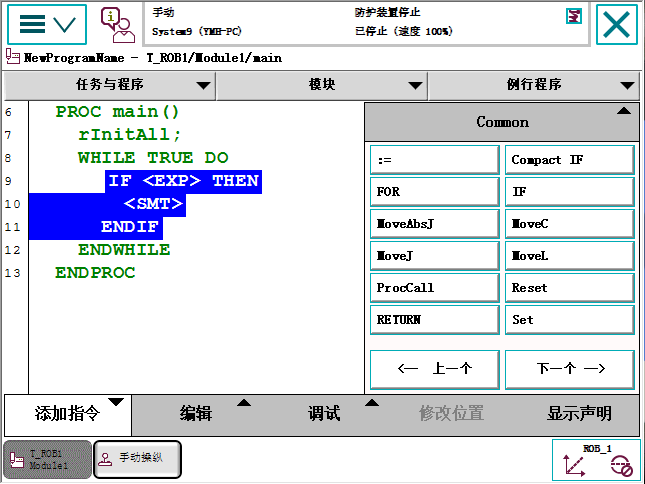 手动
System9 (YMH-PC)
防护装置停止
已停止 (速度 100%)
NewProgramName - T_ROB1/Module1/main
任务与程序
模块
例行程序
6 PROC main()
7 rInitAll;
8 WHILE TRUE DO
9 IF <EXP> THEN
10 <SMT>
11 ENDIF
12 ENDWHILE
13 ENDPROC
Common
:= Compact IF
FOR IF
MoveAbsJ MoveC
MoveJ MoveL
ProcCall Reset
RETURN Set
<— 上一个 下一个 —>
添加指令 编辑 调试 修改位置 显示声明
T_ROB1
Module1
手动操纵
ROB_1